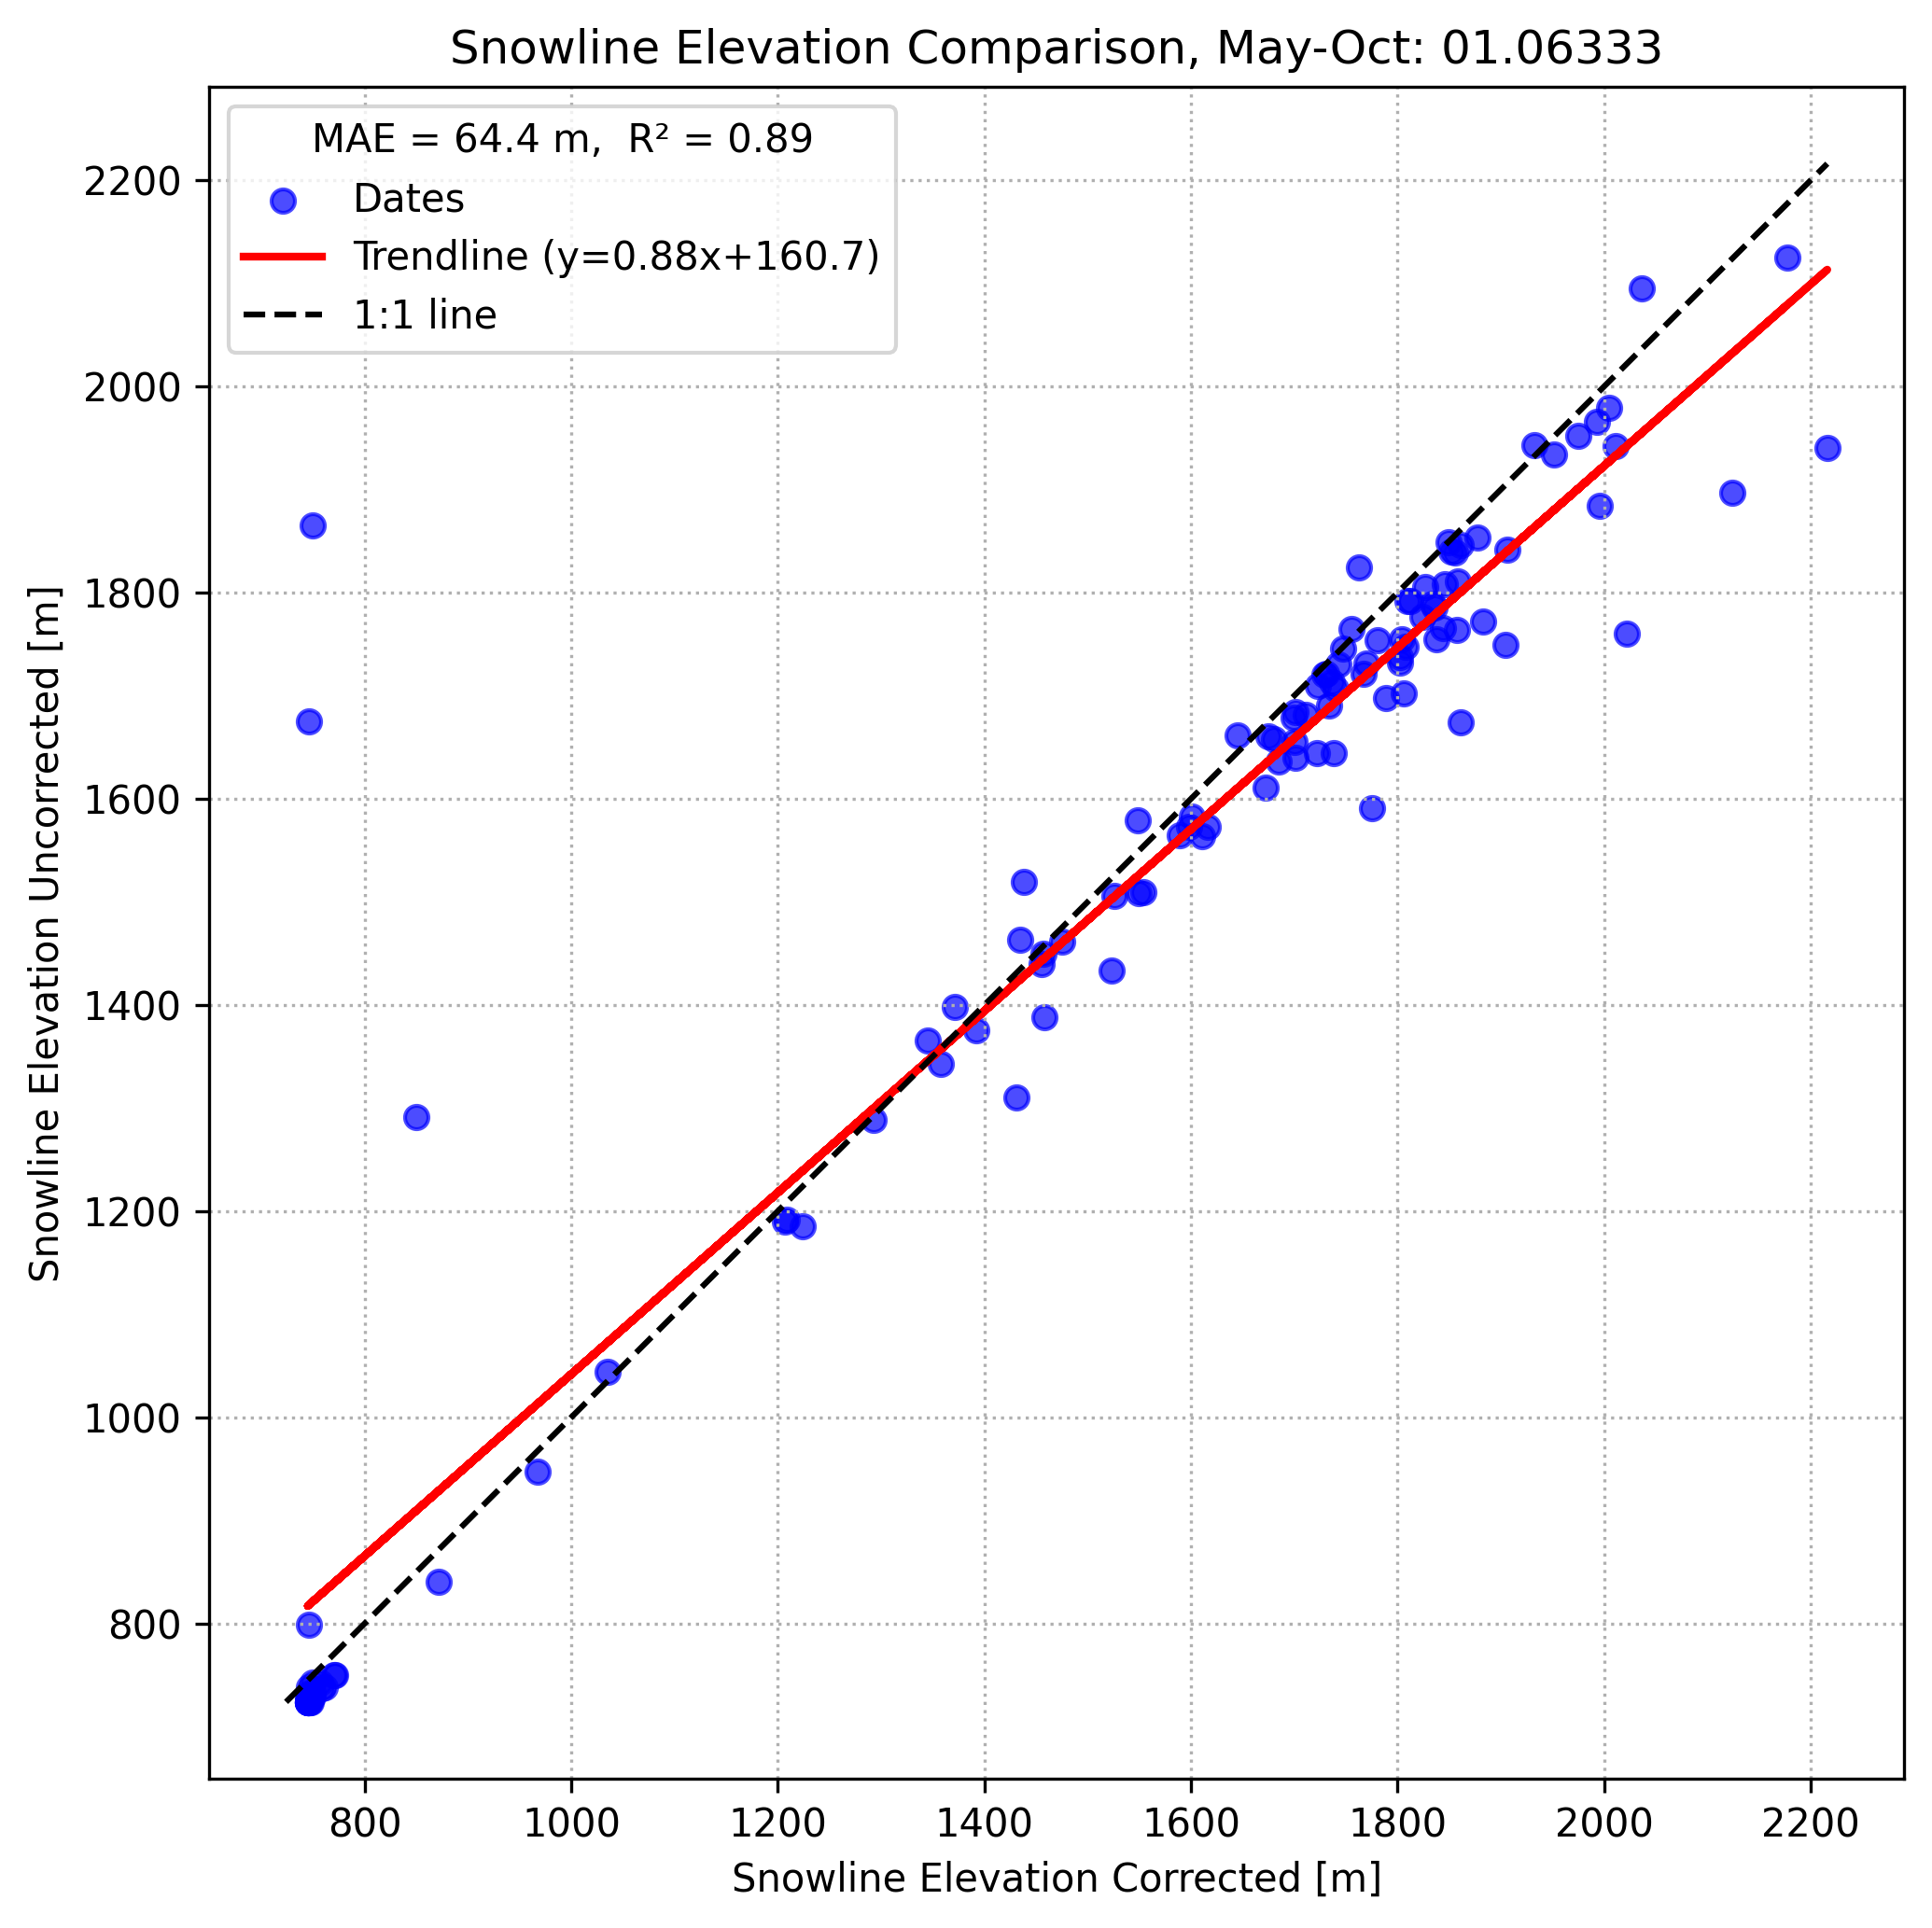 Snowline Elevation Comparison, May-Oct: 01.06333
MAE = 64.4 m,  R² = 0.89
Dates
Trendline (y=0.88x+160.7)
1:1 line
Snowline Elevation Uncorrected [m]
2200
2000
1800
1600
1400
1200
1000
800
800 1000 1200 1400 1600 1800 2000 2200
Snowline Elevation Corrected [m]